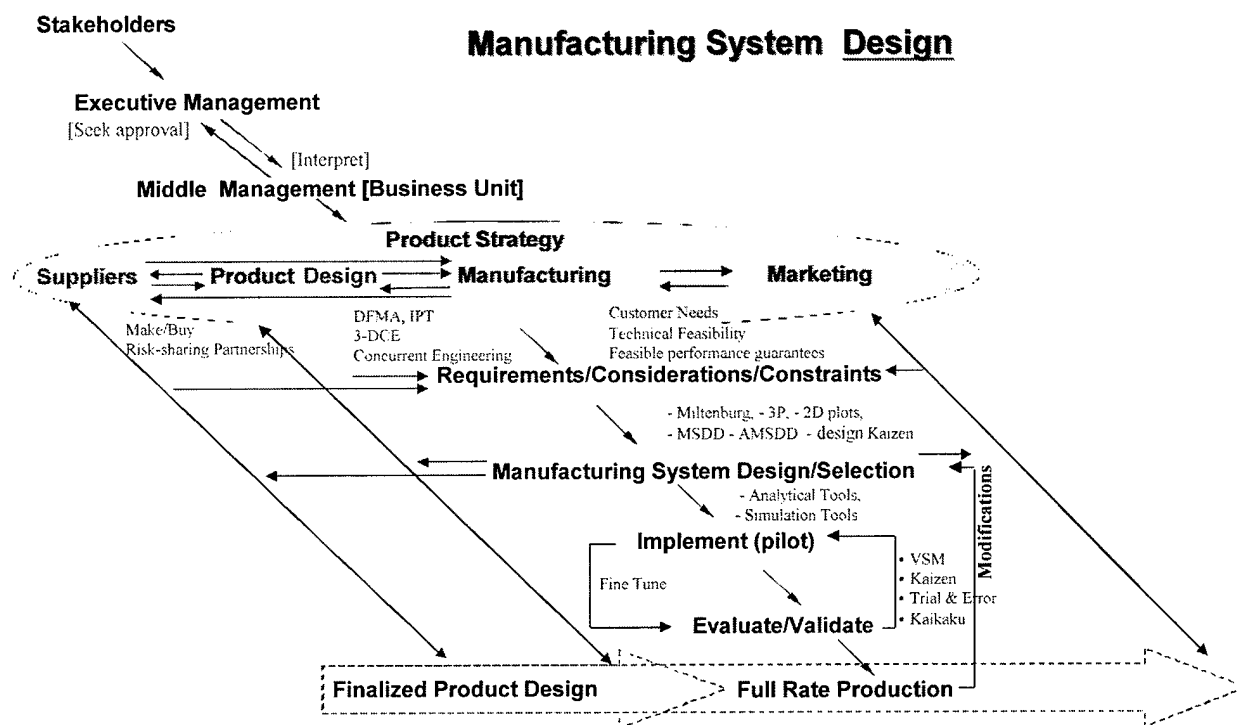 Stakeholders
Manufacturing System Design
Executive Management
[Seek approval]
[Interpret]
Middle Management [Business Unit]
Product Strategy
Suppliers
Product Design
Manufacturing
Marketing
Make/Buy
Risk-sharing Partnerships
DFMA, IPT
3-DCE
Concurrent Engineering
Customer Needs
Technical Feasibility
Feasible performance guarantees
Requirements/Considerations/Constraints
- Miltenburg, - 3P, - 2D plots,
- MSDD - AMSDD - design Kaizen
Manufacturing System Design/Selection
- Analytical Tools,
- Simulation Tools
Modifications
Implement (pilot)
Fine Tune
• VSM
• Kaizen
• Trial & Error
• Kaikaku
Evaluate/Validate
Finalized Product Design
Full Rate Production